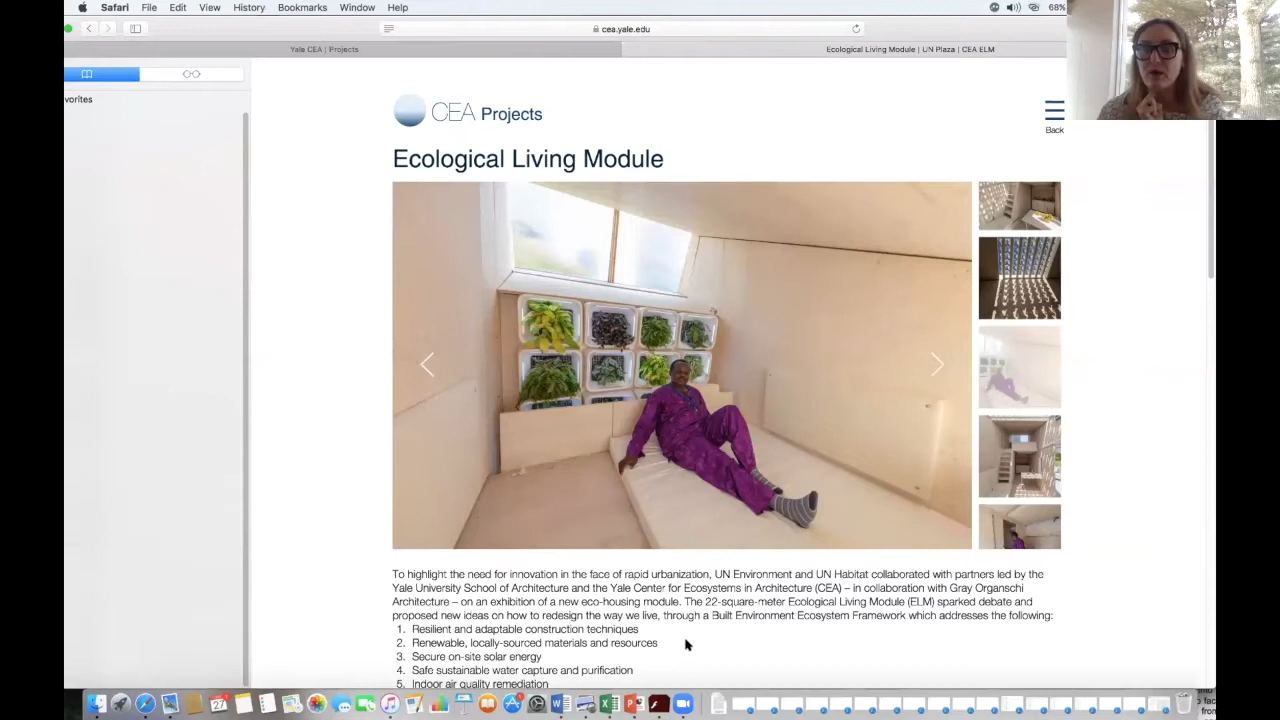 Safari File Edit View History Bookmarks Window Help
68%
cea.yale.edu
Yale CEA | Projects
Ecological Living Module | UN Plaza | CEA ELM
vorites
CEA Projects
Back
Ecological Living Module
To highlight the need for innovation in the face of rapid urbanization, UN Environment and UN Habitat collaborated with partners led by the
Yale University School of Architecture and the Yale Center for Ecosystems in Architecture (CEA) – in collaboration with Gray Organschi
Architecture – on an exhibition of a new eco-housing module. The 22-square-meter Ecological Living Module (ELM) sparked debate and
proposed new ideas on how to redesign the way we live, through a Built Environment Ecosystem Framework which addresses the following:
1. Resilient and adaptable construction techniques
2. Renewable, locally-sourced materials and resources
3. Secure on-site solar energy
4. Safe sustainable water capture and purification
5. Indoor air quality remediation